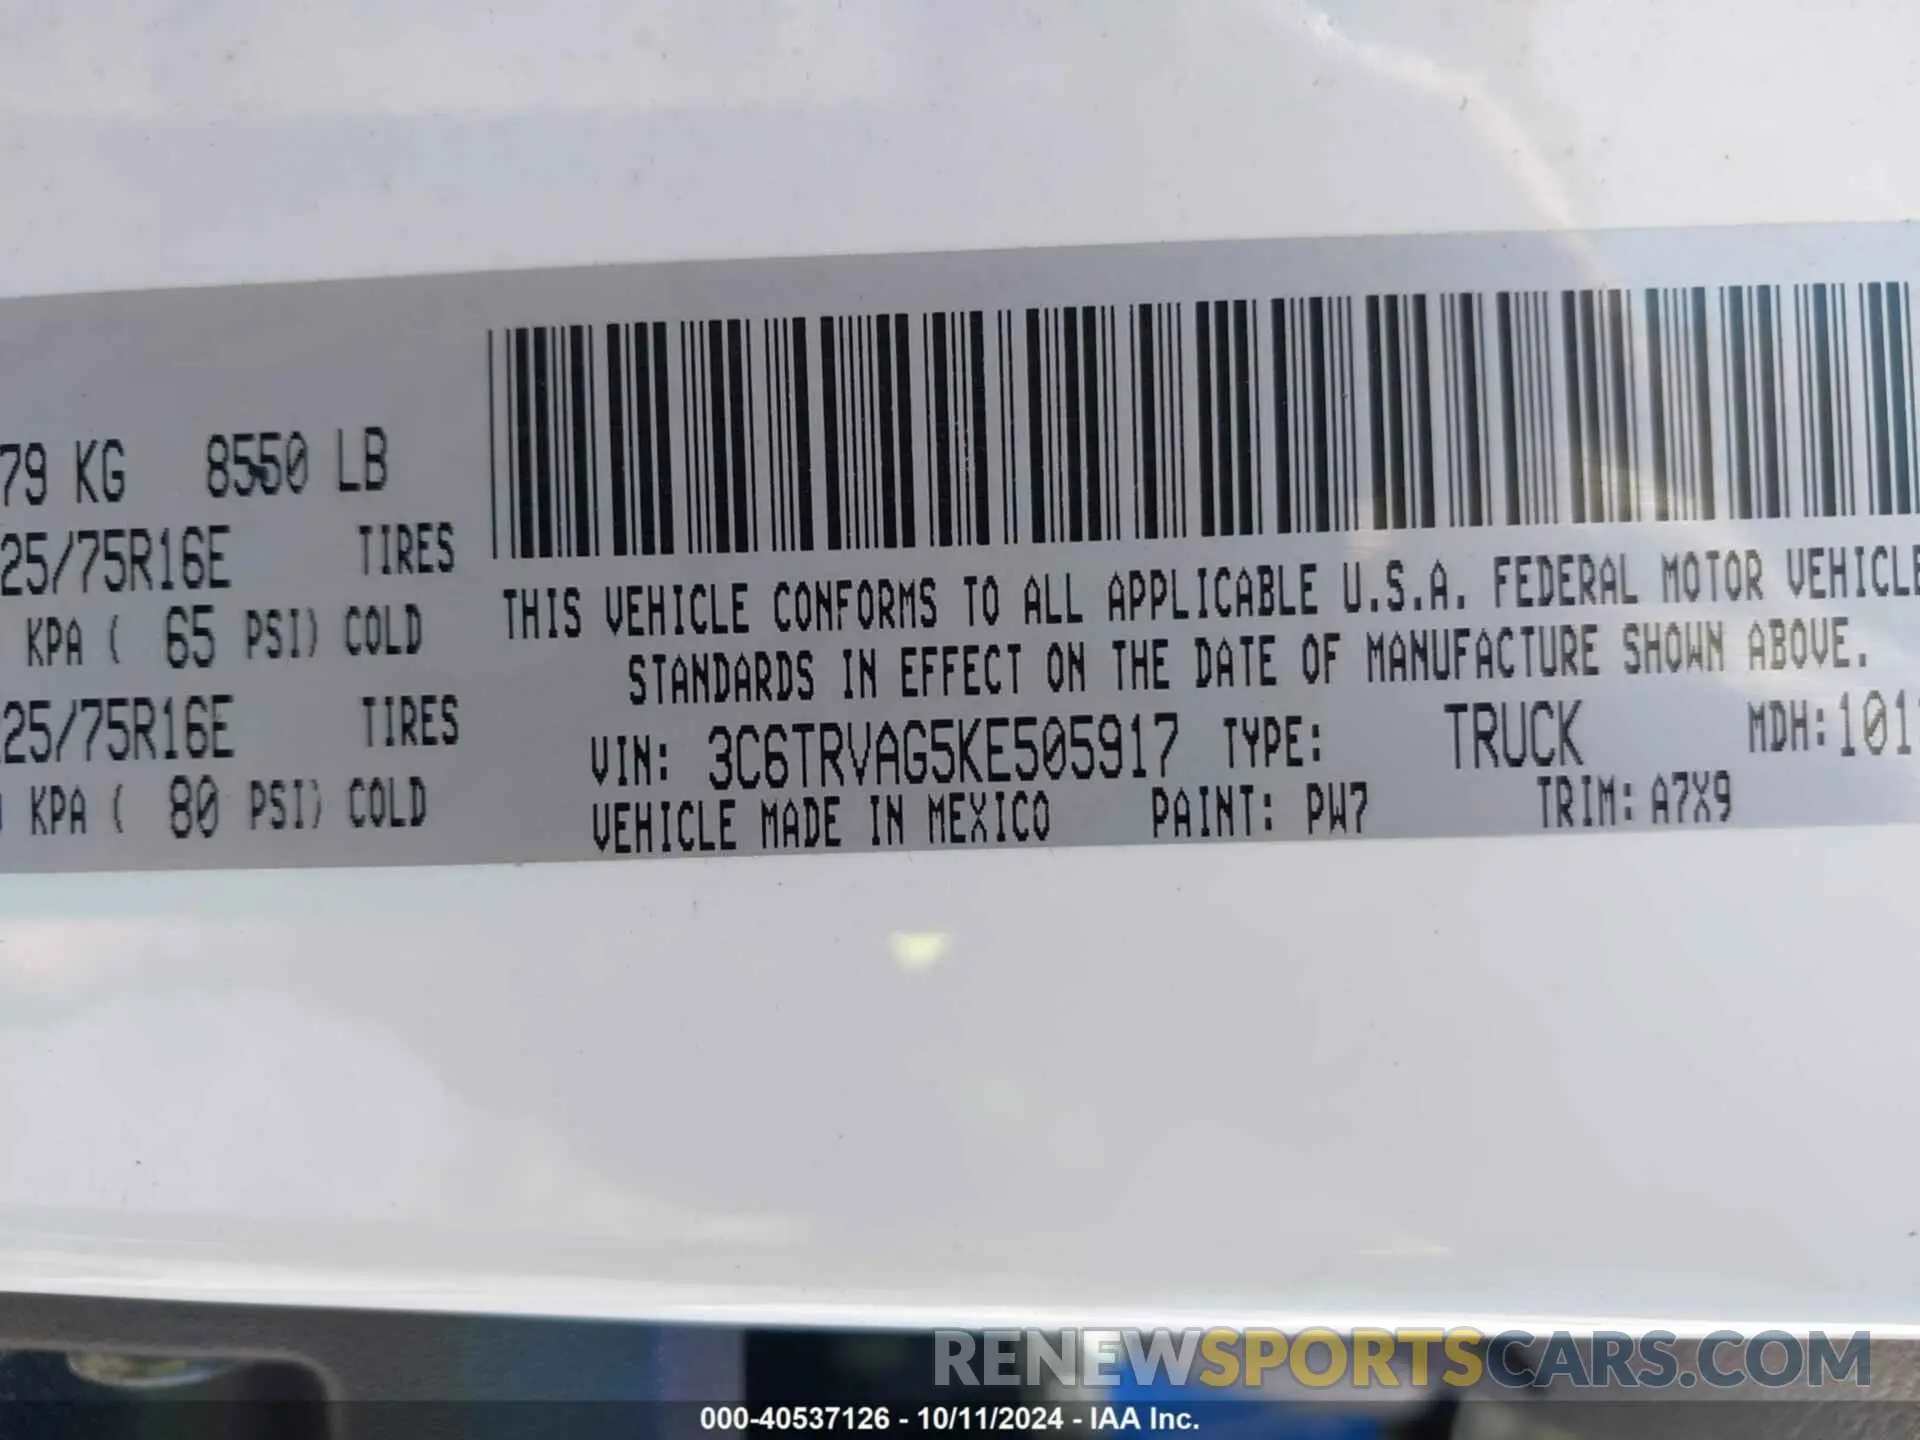 79 KG 8550 LB
25/75R16E TIRES
KPA ( 65 PSI) COLD
25/75R16E TIRES
KPA ( 80 PSI) COLD
THIS VEHICLE CONFORMS TO ALL APPLICABLE U.S.A. FEDERAL MOTOR VEHICLE
STANDARDS IN EFFECT ON THE DATE OF MANUFACTURE SHOWN ABOVE.
VIN: 3C6TRVAG5KE505917 TYPE: TRUCK MDH: 101
VEHICLE MADE IN MEXICO PAINT: PW7 TRIM: A7X9
RENEWSPORTSCARS.COM
000-40537126 - 10/11/2024 - IAA Inc.